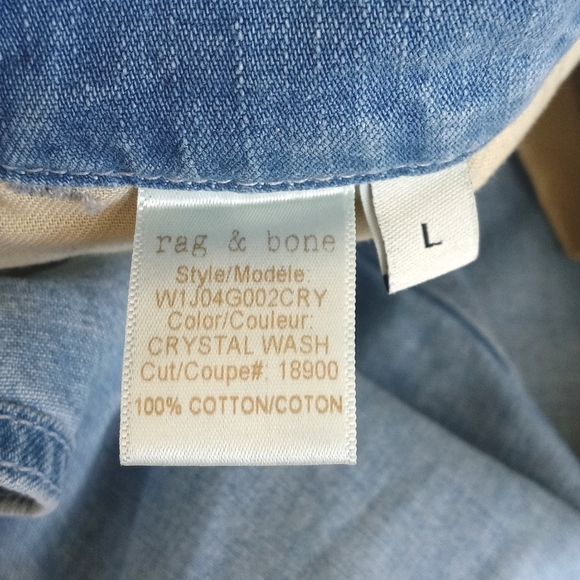 rag & bone
Style/Modèle:
W1J04G002CRY
Color/Couleur:
CRYSTAL WASH
Cut/Coupe#: 18900
100% COTTON/COTON
L